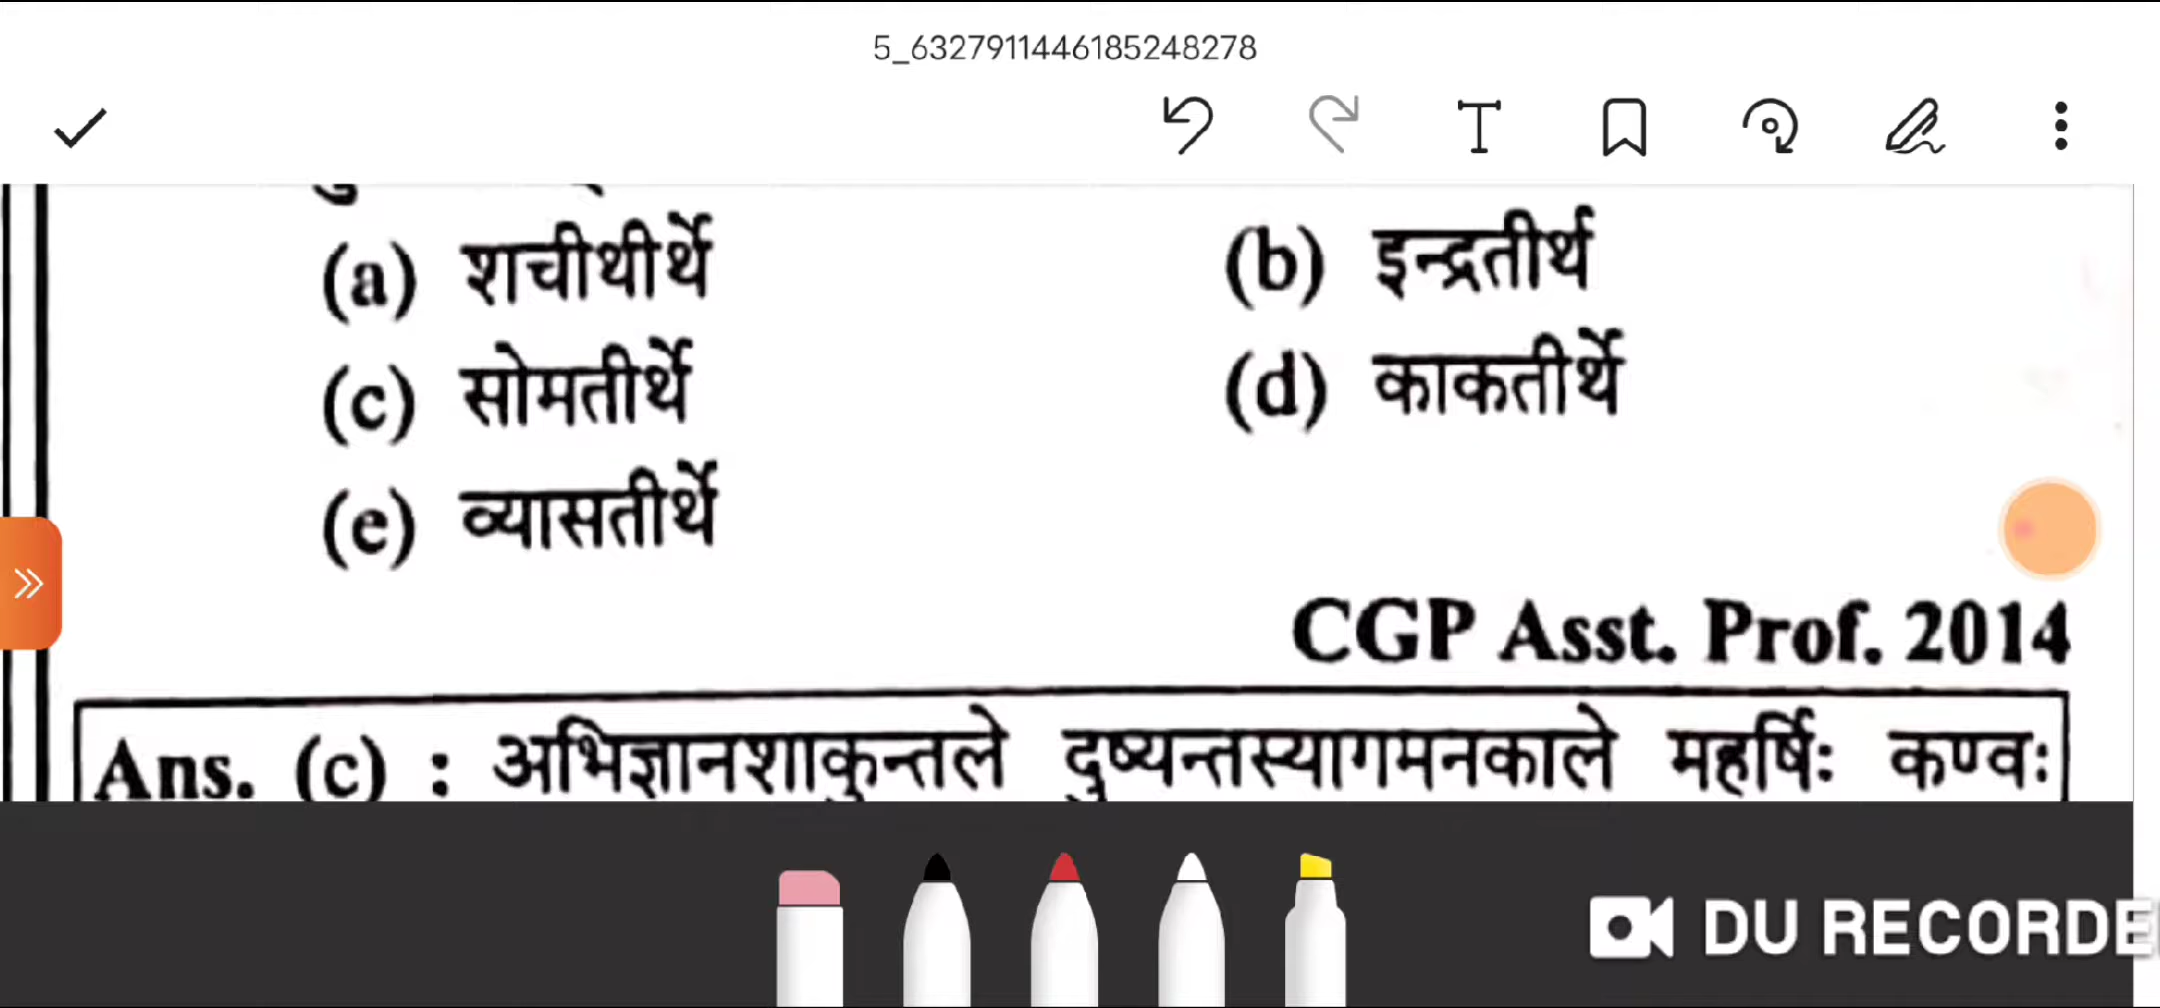 5_6327911446185248278
(a) शचीथीर्थे (b) इन्द्रतीर्थ
(c) सोमतीर्थे (d) काकतीर्थे
(e) व्यासतीर्थे
CGP Asst. Prof. 2014
Ans. (c) : अभिज्ञानशाकुन्तले दुष्यन्तस्यागमनकाले महर्षिः कण्वः
DU RECORDE